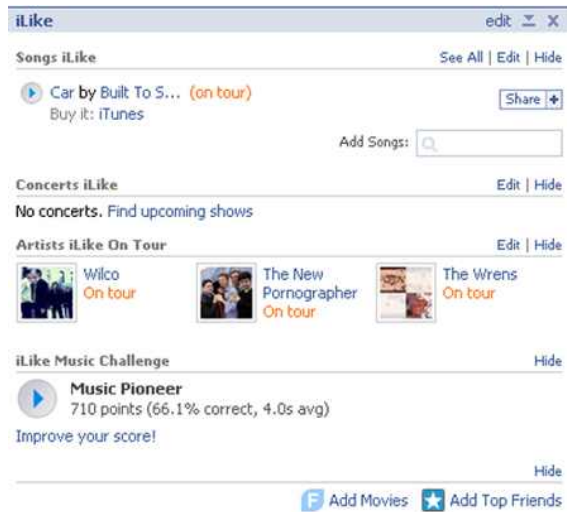 iLike edit X
Songs iLike See All | Edit | Hide
Car by Built To S... (on tour)
Buy it: iTunes
Share +
Add Songs:
Concerts iLike Edit | Hide
No concerts. Find upcoming shows
Artists iLike On Tour Edit | Hide
Wilco
On tour
The New
Pornographer
On tour
The Wrens
On tour
iLike Music Challenge Hide
Music Pioneer
710 points (66.1% correct, 4.0s avg)
Improve your score!
Hide
F Add Movies Add Top Friends